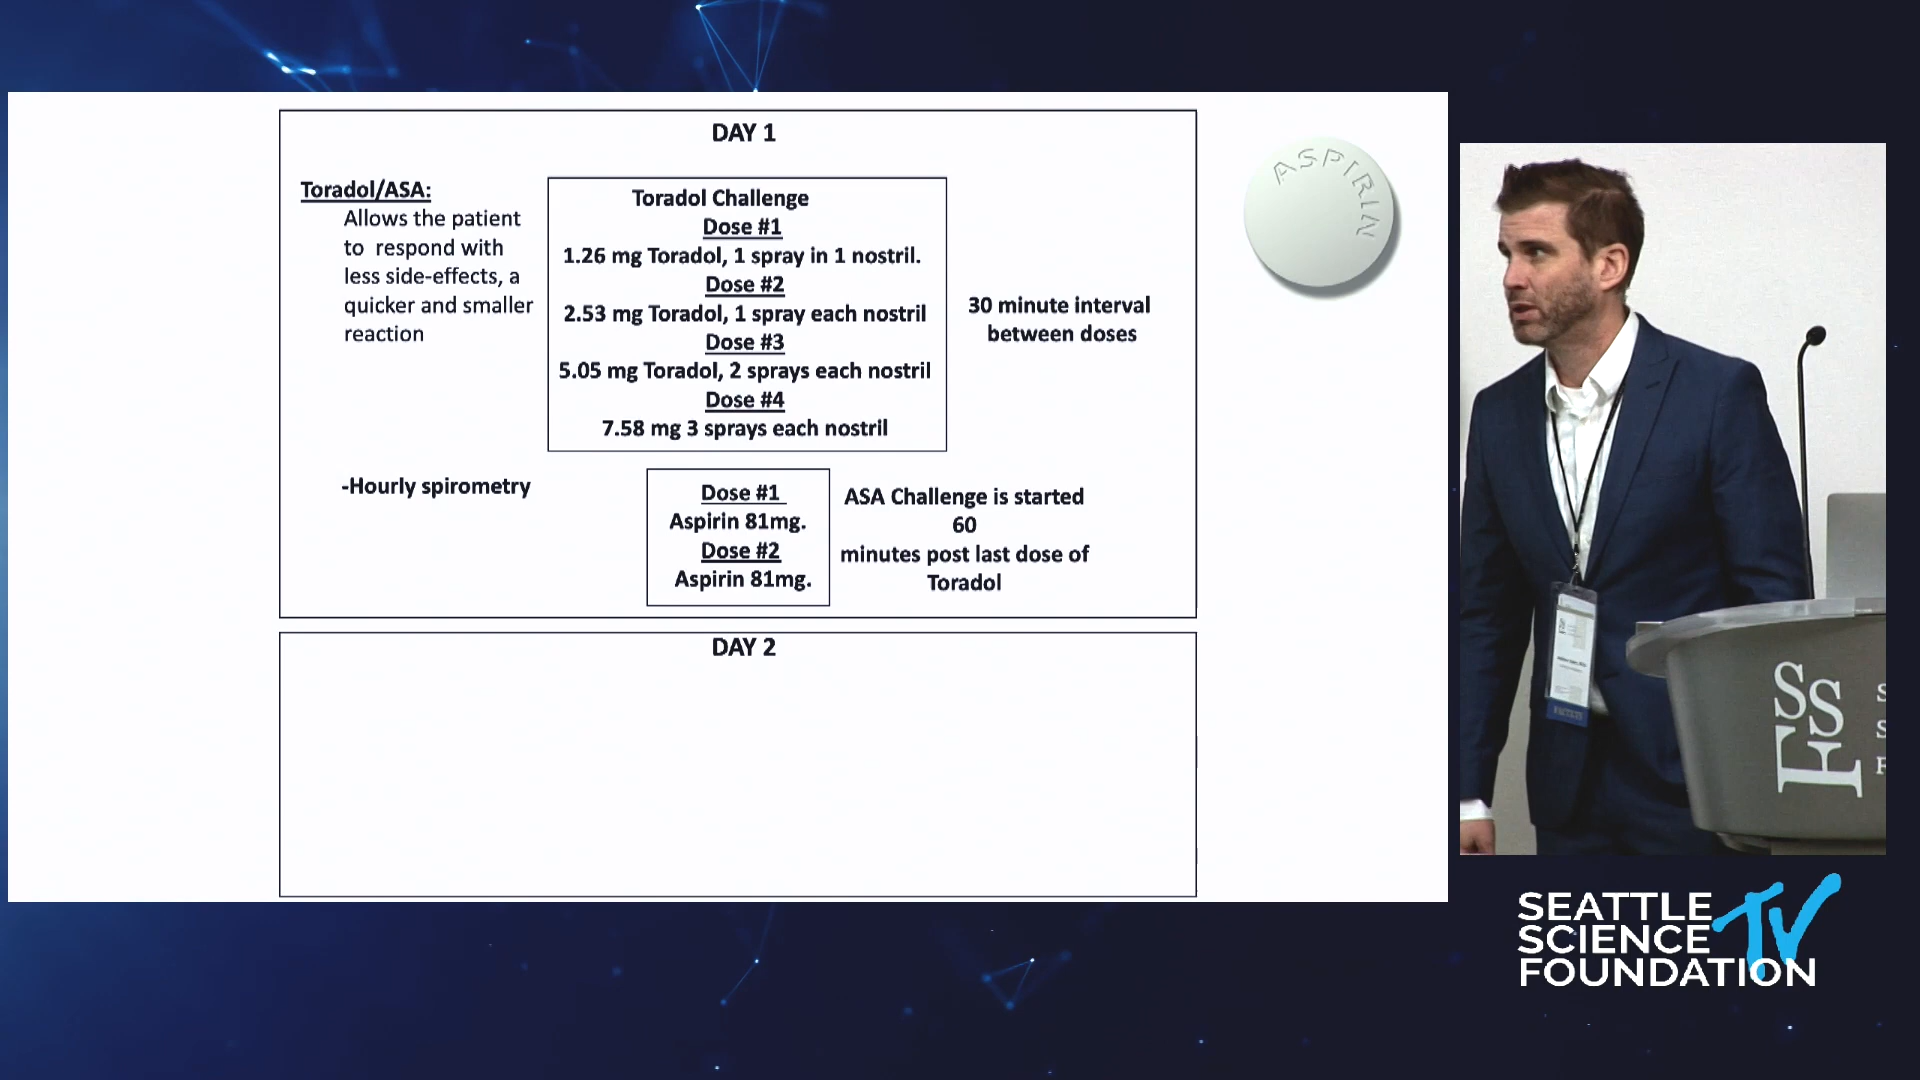 DAY 1
Toradol/ASA:
Allows the patient
to respond with
less side-effects, a
quicker and smaller
reaction
Toradol Challenge
Dose #1
1.26 mg Toradol, 1 spray in 1 nostril.
Dose #2
2.53 mg Toradol, 1 spray each nostril
Dose #3
5.05 mg Toradol, 2 sprays each nostril
Dose #4
7.58 mg 3 sprays each nostril
30 minute interval
between doses
-Hourly spirometry
Dose #1
Aspirin 81mg.
Dose #2
Aspirin 81mg.
ASA Challenge is started
60
minutes post last dose of
Toradol
DAY 2
ASPIRIN
SSF
S
S
F
SEATTLE
SCIENCE
FOUNDATION
TV